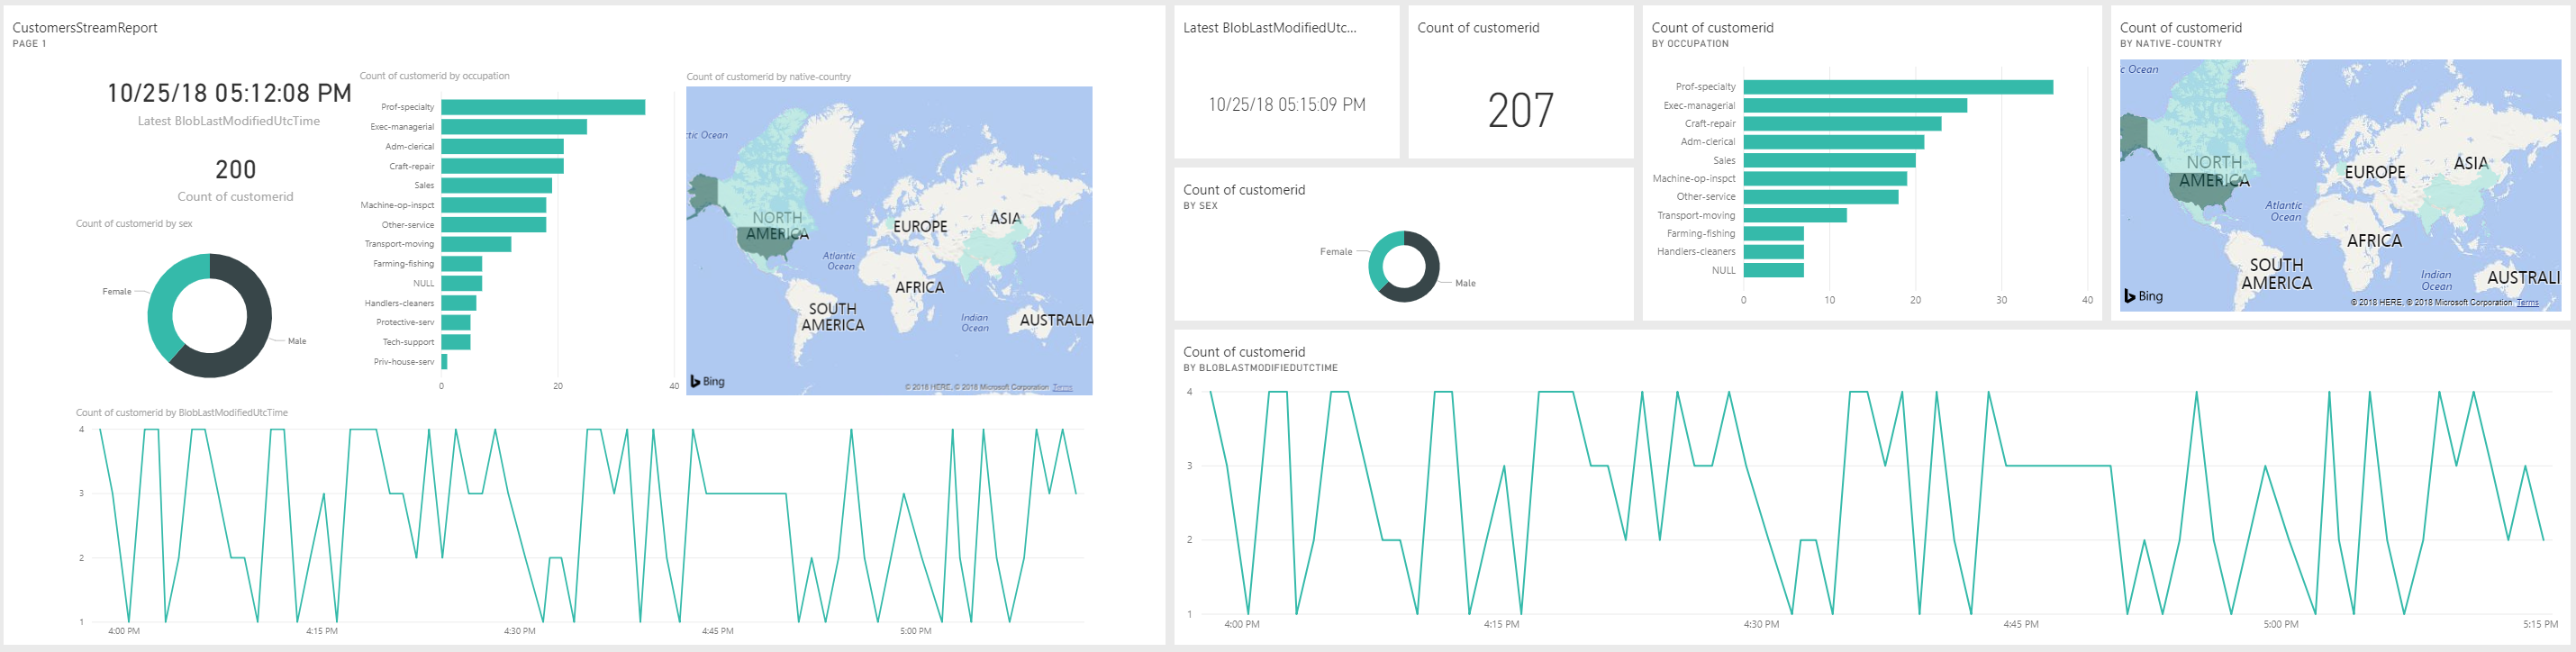 CustomersStreamReport
PAGE 1
10/25/18 05:12:08 PM
Latest BlobLastModifiedUtcTime
200
Count of customerid
Count of customerid by sex
Female
Male
Count of customerid by occupation
Prof-specialty
Exec-managerial
Adm-clerical
Craft-repair
Sales
Machine-op-inspct
Other-service
Transport-moving
Farming-fishing
NULL
Handlers-cleaners
Protective-serv
Tech-support
Priv-house-serv
0 20 40
Count of customerid by native-country
tic Ocean
NORTH
AMERICA
EUROPE
ASIA
Atlantic
Ocean
AFRICA
SOUTH
AMERICA
Indian
Ocean
AUSTRALIA
Bing
© 2018 HERE, © 2018 Microsoft Corporation Terms
Count of customerid by BlobLastModifiedUtcTime
4
3
2
1
4:00 PM 4:15 PM 4:30 PM 4:45 PM 5:00 PM
Latest BlobLastModifiedUtc...
10/25/18 05:15:09 PM
Count of customerid
207
Count of customerid
BY SEX
Female
Male
Count of customerid
BY OCCUPATION
Prof-specialty
Exec-managerial
Craft-repair
Adm-clerical
Sales
Machine-op-inspct
Other-service
Transport-moving
Farming-fishing
Handlers-cleaners
NULL
0 10 20 30 40
Count of customerid
BY NATIVE-COUNTRY
c Ocean
NORTH
AMERICA
EUROPE
ASIA
Atlantic
Ocean
AFRICA
SOUTH
AMERICA
Indian
Ocean
AUSTRALI
Bing
© 2018 HERE, © 2018 Microsoft Corporation Terms
Count of customerid
BY BLOBLASTMODIFIEDUTCTIME
4
3
2
1
4:00 PM 4:15 PM 4:30 PM 4:45 PM 5:00 PM 5:15 PM